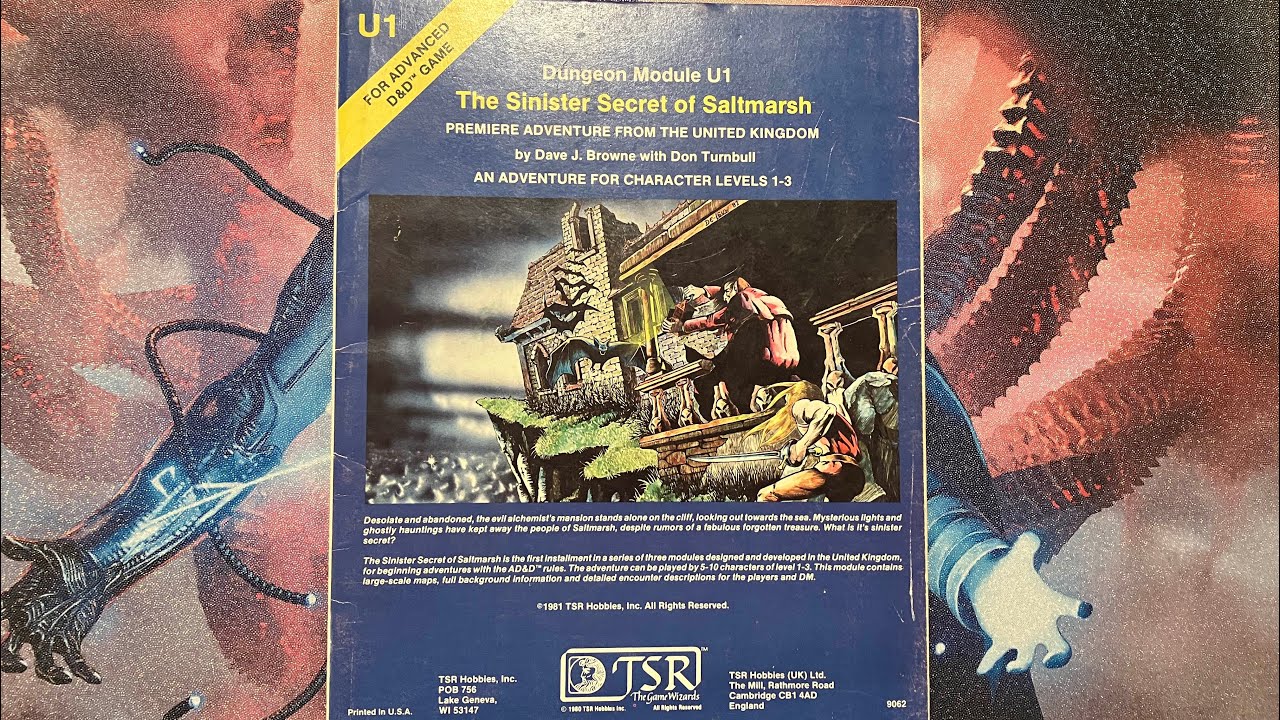 U1
FOR ADVANCED
D&D™ GAME
Dungeon Module U1
The Sinister Secret of Saltmarsh™
PREMIERE ADVENTURE FROM THE UNITED KINGDOM
by Dave J. Browne with Don Turnbull
AN ADVENTURE FOR CHARACTER LEVELS 1-3
Desolate and abandoned, the evil alchemist's mansion stands alone on the cliff, looking out towards the sea. Mysterious lights and
ghostly hauntings have kept away the people of Saltmarsh, despite rumors of a fabulous forgotten treasure. What is it's sinister
secret?
The Sinister Secret of Saltmarsh is the first installment in a series of three modules designed and developed in the United Kingdom,
for beginning adventures with the AD&D™ rules. The adventure can be played by 5-10 characters of level 1-3. This module contains
large-scale maps, full background information and detailed encounter descriptions for the players and DM.
©1981 TSR Hobbies, Inc. All Rights Reserved.
TSR™
The Game Wizards
© 1980 TSR Hobbies Inc. All Rights Reserved
TSR Hobbies, Inc.
POB 756
Lake Geneva,
WI 53147
TSR Hobbies (UK) Ltd.
The Mill, Rathmore Road
Cambridge CB1 4AD
England
Printed in U.S.A.
9062